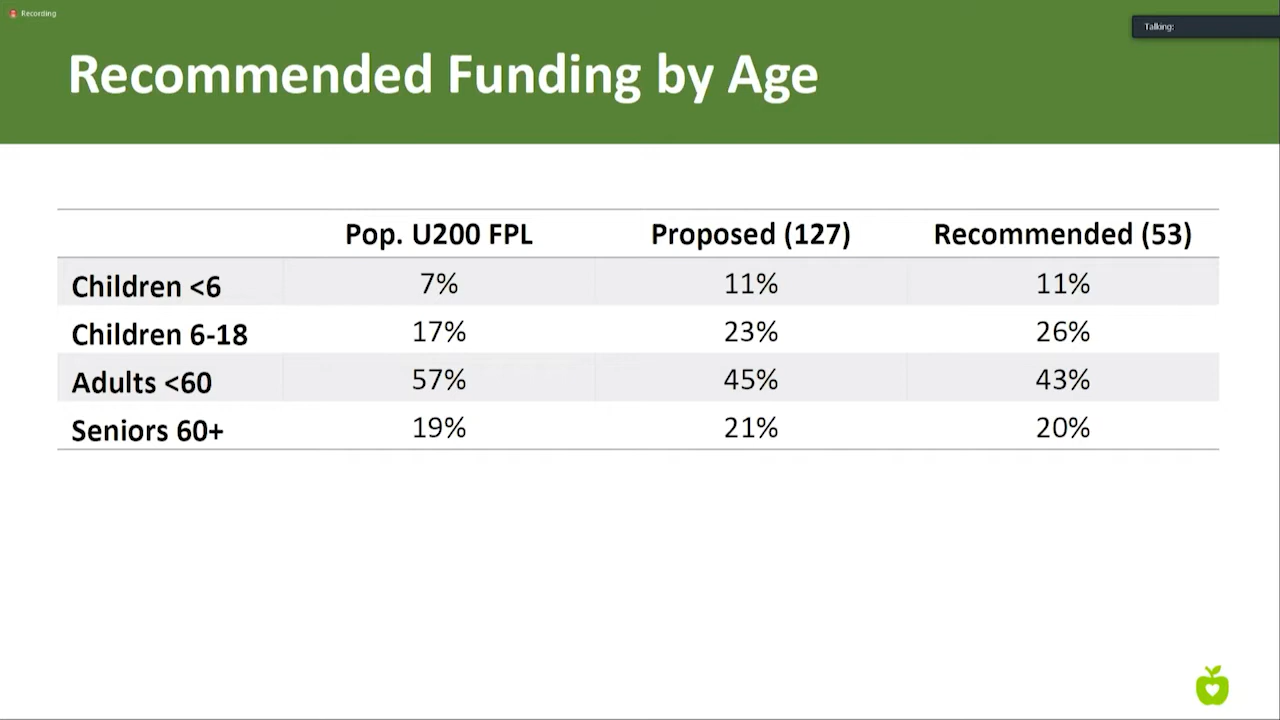 Recording
Talking:
Recommended Funding by Age
Pop. U200 FPL Proposed (127) Recommended (53)
Children <6 7% 11% 11%
Children 6-18 17% 23% 26%
Adults <60 57% 45% 43%
Seniors 60+ 19% 21% 20%